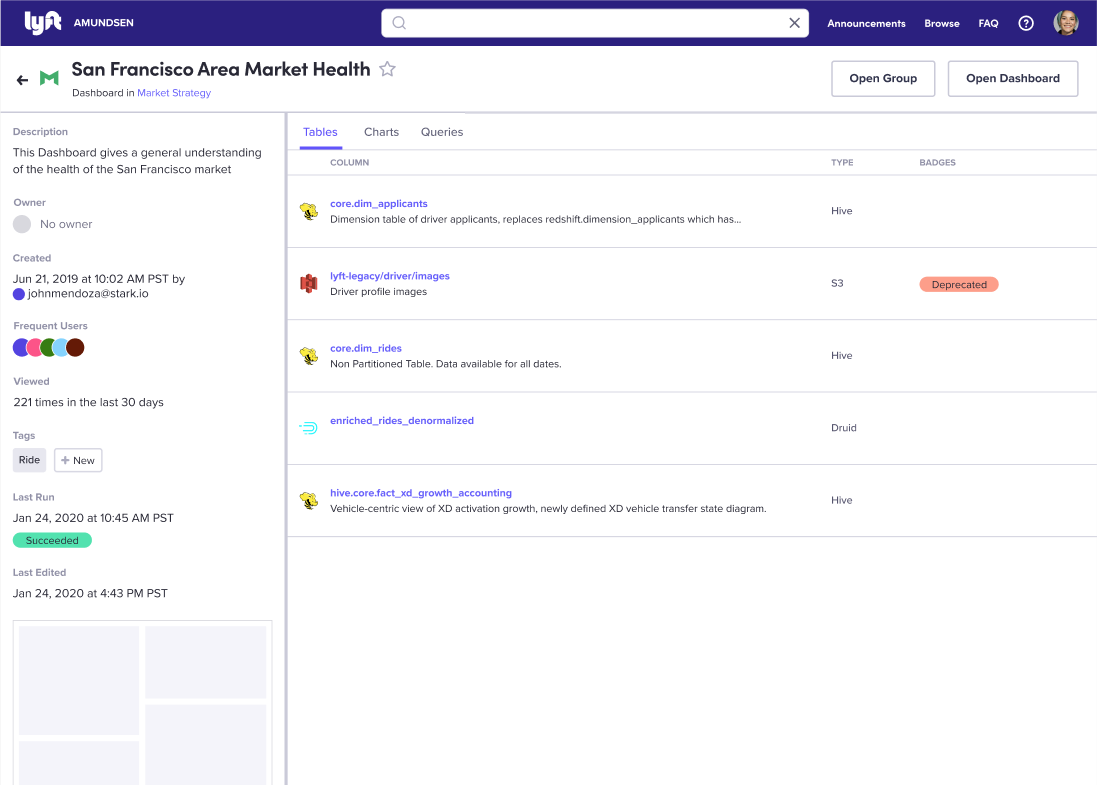 lyft AMUNDSEN
Announcements Browse FAQ ?
San Francisco Area Market Health
Dashboard in Market Strategy
Open Group Open Dashboard
Description
This Dashboard gives a general understanding
of the health of the San Francisco market
Owner
No owner
Created
Jun 21, 2019 at 10:02 AM PST by
johnmendoza@stark.io
Frequent Users
Viewed
221 times in the last 30 days
Tags
Ride + New
Last Run
Jan 24, 2020 at 10:45 AM PST
Succeeded
Last Edited
Jan 24, 2020 at 4:43 PM PST
Tables Charts Queries
COLUMN TYPE BADGES
core.dim_applicants
Dimension table of driver applicants, replaces redshift.dimension_applicants which has...
Hive
lyft-legacy/driver/images
Driver profile images
S3
Deprecated
core.dim_rides
Non Partitioned Table. Data available for all dates.
Hive
enriched_rides_denormalized
Druid
hive.core.fact_xd_growth_accounting
Vehicle-centric view of XD activation growth, newly defined XD vehicle transfer state diagram.
Hive